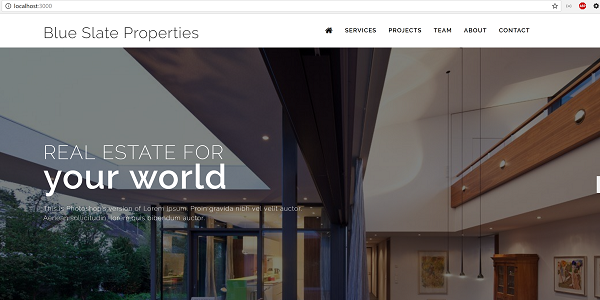 localhost:3000
Blue Slate Properties
SERVICES PROJECTS TEAM ABOUT CONTACT
REAL ESTATE FOR
your world
This is Photoshop's version of Lorem Ipsum. Proin gravida nibh vel velit auctor.
Aenean sollicitudin, lorem quis bibendum auctor.